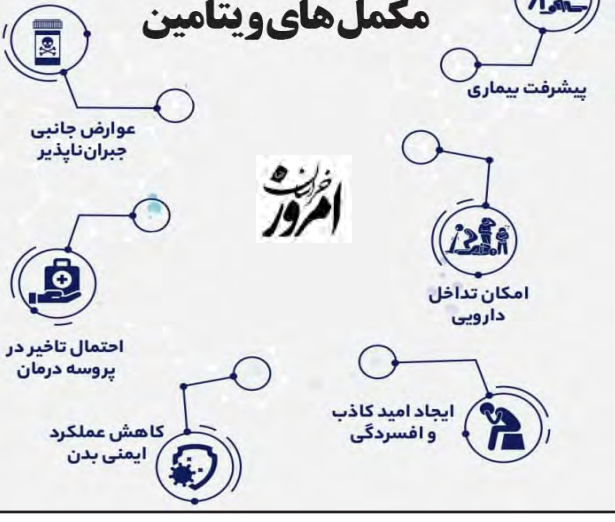 مکمل های ویتامین
پیشرفت بیماری
عوارض جانبی
جبران‌ناپذیر
خراسان
امروز
امکان تداخل
دارویی
احتمال تاخیر در
پروسه درمان
ایجاد امید کاذب
و افسردگی
کاهش عملکرد
ایمنی بدن